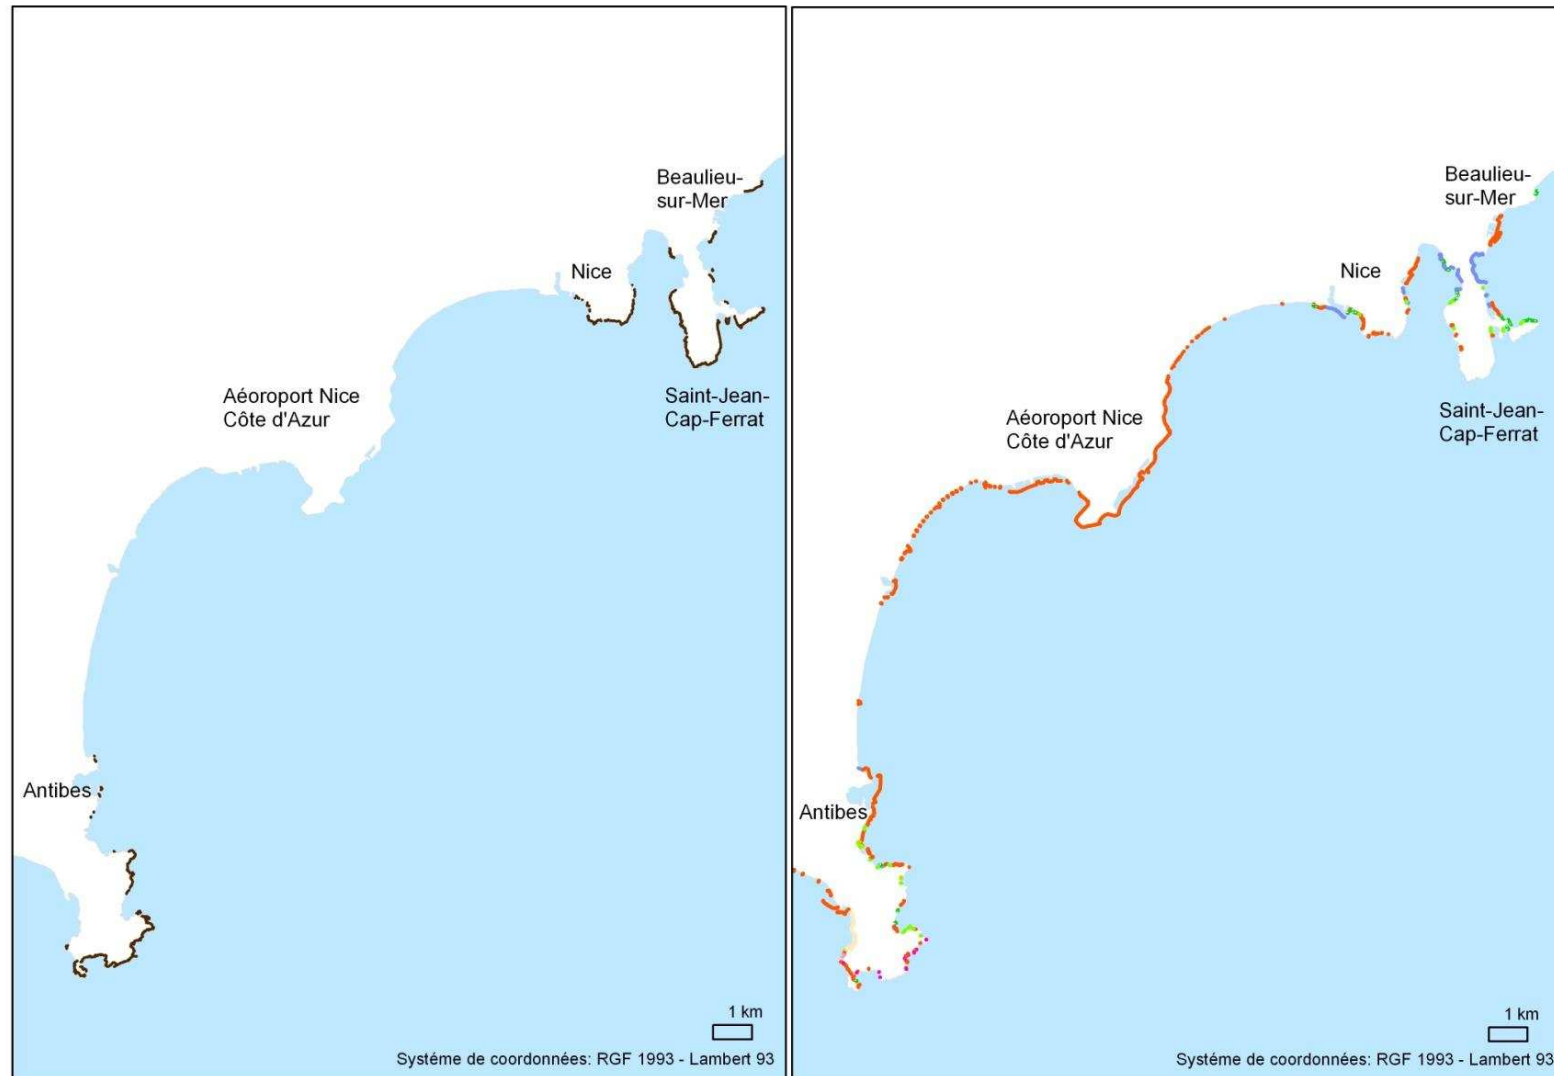 Beaulieu-
sur-Mer
Nice
Aéoroport Nice
Côte d'Azur
Saint-Jean-
Cap-Ferrat
Antibes
1 km
Systéme de coordonnées: RGF 1993 - Lambert 93
Beaulieu-
sur-Mer
Nice
Aéoroport Nice
Côte d'Azur
Saint-Jean-
Cap-Ferrat
Antibes
1 km
Systéme de coordonnées: RGF 1993 - Lambert 93